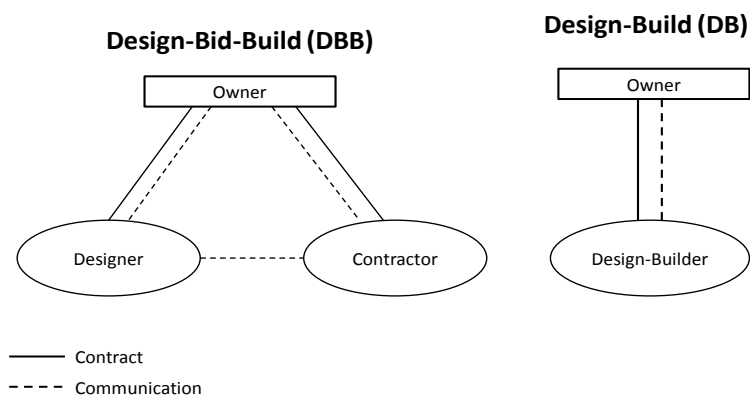 Design-Bid-Build (DBB)
Design-Build (DB)
Owner
Owner
Designer
Contractor
Design-Builder
Contract
Communication